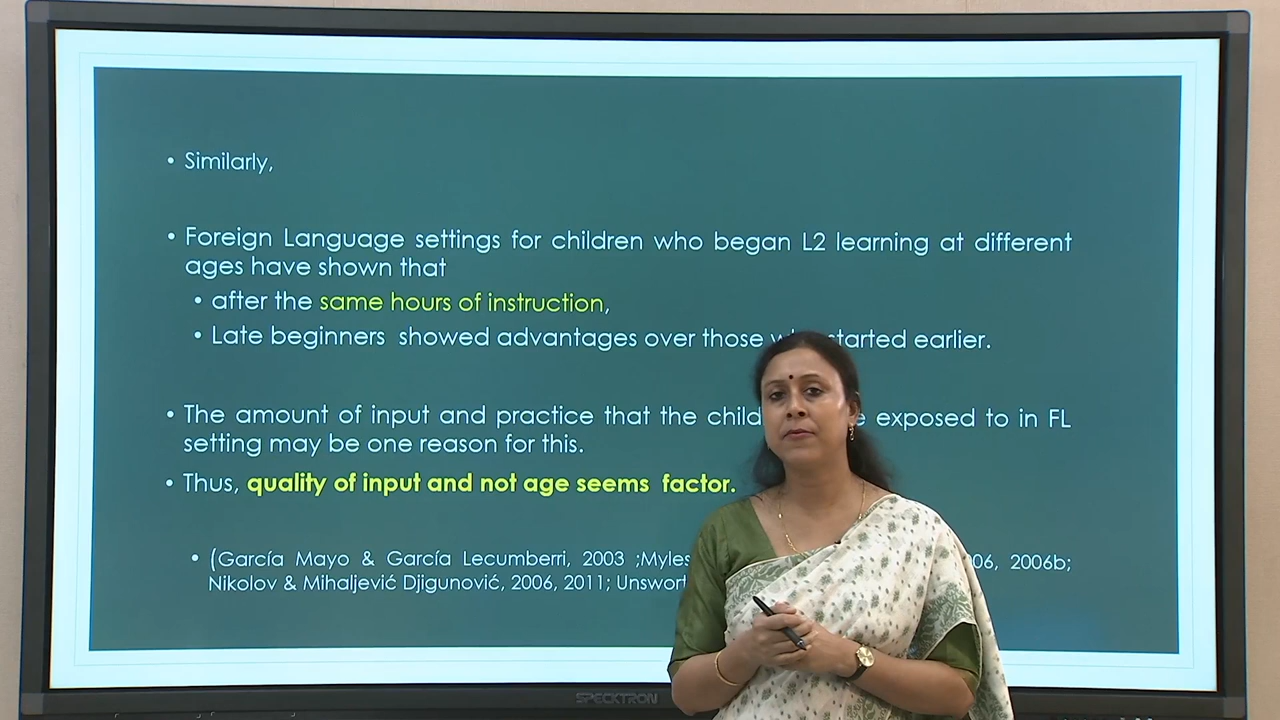 • Similarly,
• Foreign Language settings for children who began L2 learning at different
ages have shown that
• after the same hours of instruction,
• Late beginners showed advantages over those started earlier.
• The amount of input and practice that the exposed to in FL
setting may be one reason for this.
• Thus, quality of input and not age seems factor.
• (García Mayo & García Lecumberri, 2003 ;Myles 2006b;
Nikolov & Mihaljević Djigunović, 2006, 2011;
SPECKTRON